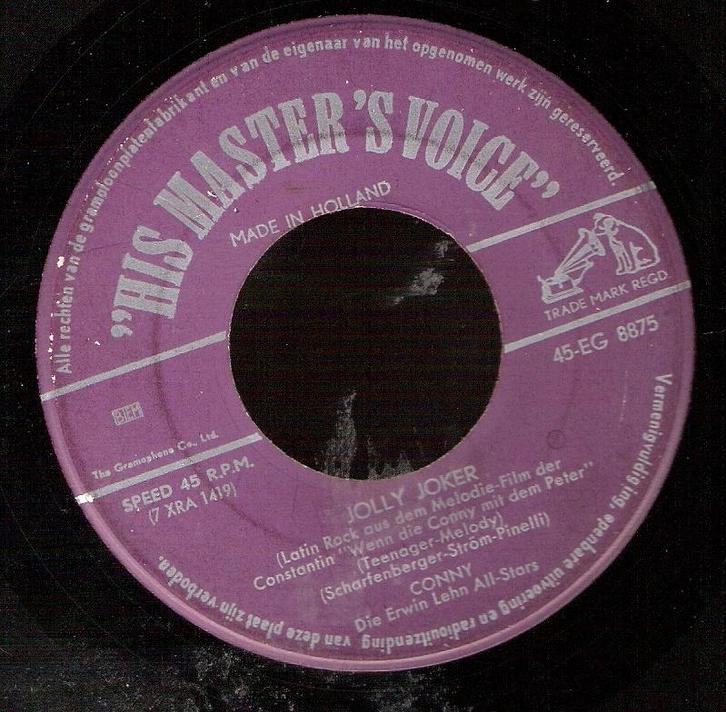 Alle rechten van de grammofoonplatenfabrikant en van de eigenaar van het opgenomen werk zijn gereserveerd.
"HIS MASTER'S VOICE"
MADE IN HOLLAND
TRADE MARK REGD.
45-EG 8875
BIEM
The Gramophone Co., Ltd.
SPEED 45 R.P.M.
(7 XRA 1419)
JOLLY JOKER
(Latin Rock aus dem Melodie-Film der
Constantin "Wenn die Conny mit dem Peter"
(Teenager-Melody)
(Scharfenberger-Ström-Pinelli)
CONNY
Die Erwin Lehn All-Stars
Vermenigvuldiging, openbare uitvoering en radiouitzending van deze plaat zijn verboden.